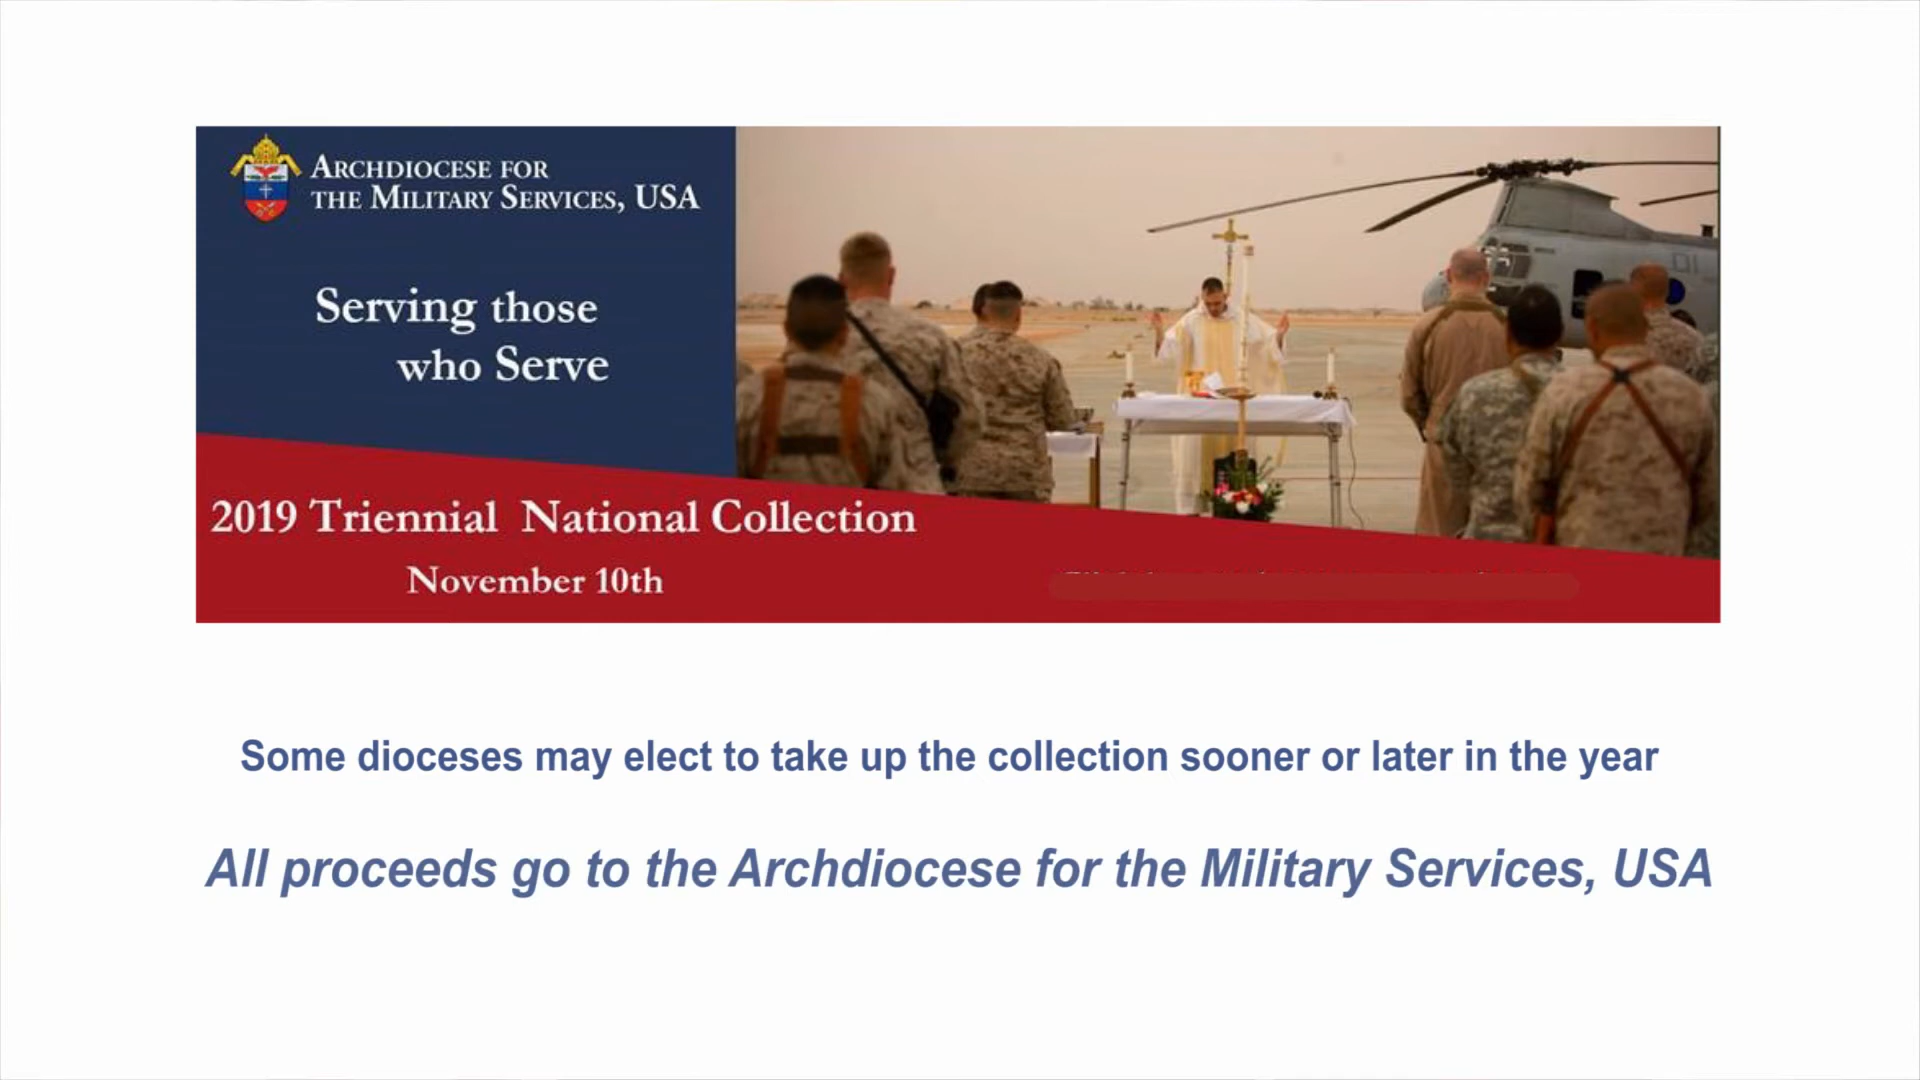 ARCHDIOCESE FOR
THE MILITARY SERVICES, USA
Serving those
who Serve
2019 Triennial National Collection
November 10th
Some dioceses may elect to take up the collection sooner or later in the year
All proceeds go to the Archdiocese for the Military Services, USA